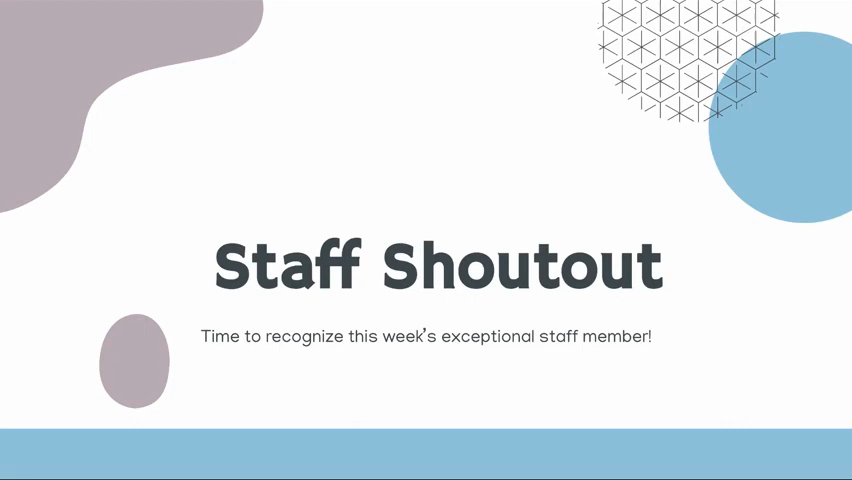 Staff Shoutout
Time to recognize this week's exceptional staff member!